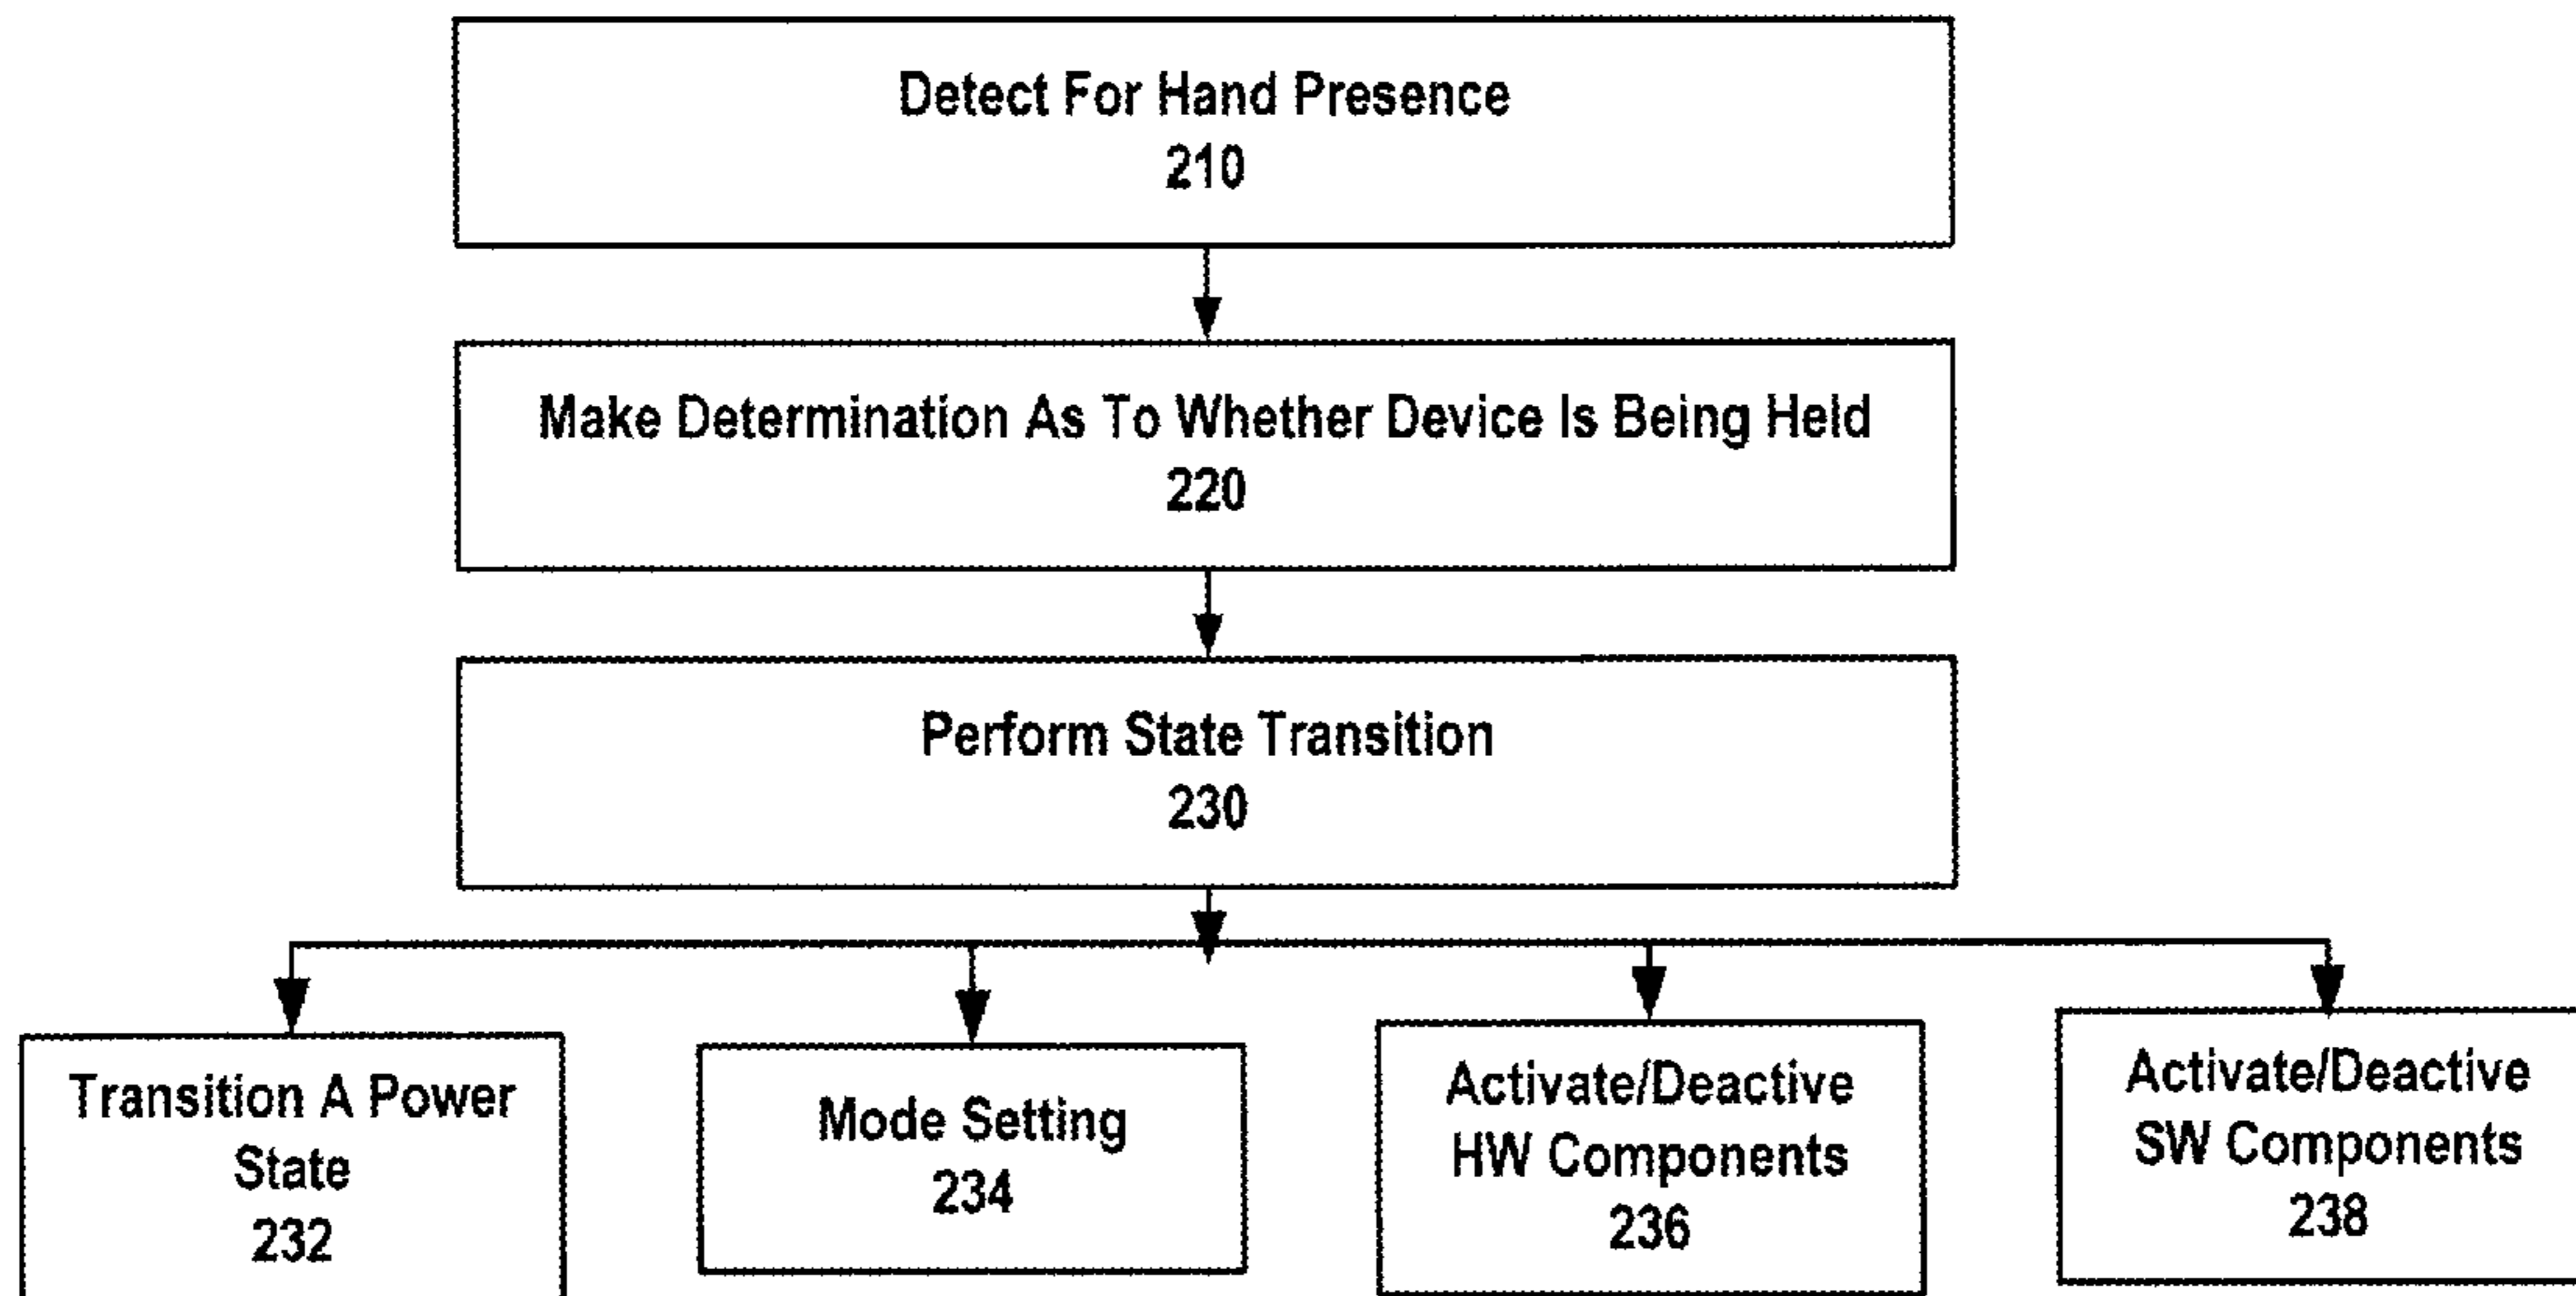 Detect For Hand Presence
210
Make Determination As To Whether Device Is Being Held
220
Perform State Transition
230
Transition A Power
State
232
Mode Setting
234
Activate/Deactive
HW Components
236
Activate/Deactive
SW Components
238